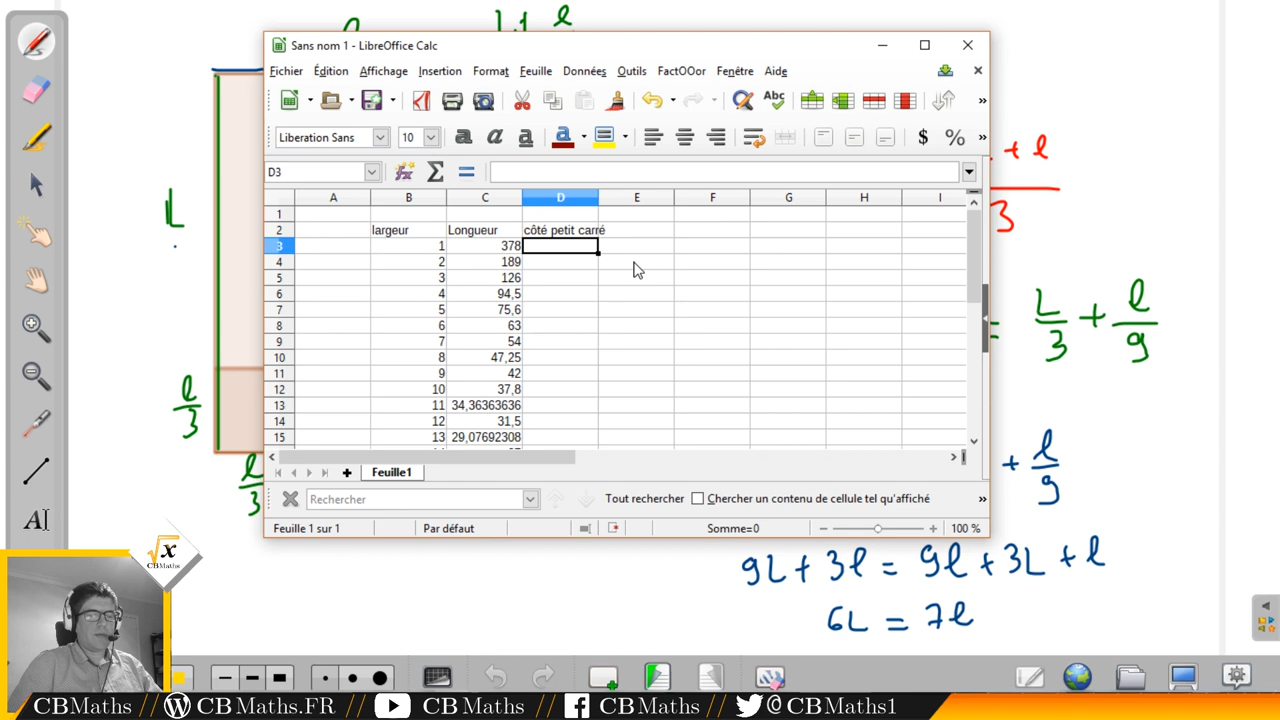 L + l
Sans nom 1 - LibreOffice Calc
Fichier Édition Affichage Insertion Format Feuille Données Outils FactOOor Fenêtre Aide
Abc
Liberation Sans 10 a a a a $ %
D3 fx Σ =
A B C D E F G H I
1
2 largeur Longueur côté petit carré
3 1 378
4 2 189
5 3 126
6 4 94,5
7 5 75,6
8 6 63
9 7 54
10 8 47,25
11 9 42
12 10 37,8
13 11 34,36363636
14 12 31,5
15 13 29,07692308
Feuille1
Rechercher Tout rechercher Chercher un contenu de cellule tel qu'affiché
Feuille 1 sur 1 Par défaut Somme=0 100 %
L
l/3
l/3
+ l
3
= L/3 + l/9
+ l/9
9L + 3l = 9l + 3L + l
6L = 7l
AI
√x
CBMaths
CBMaths CBMaths.FR CBMaths CBMaths @CBMaths1